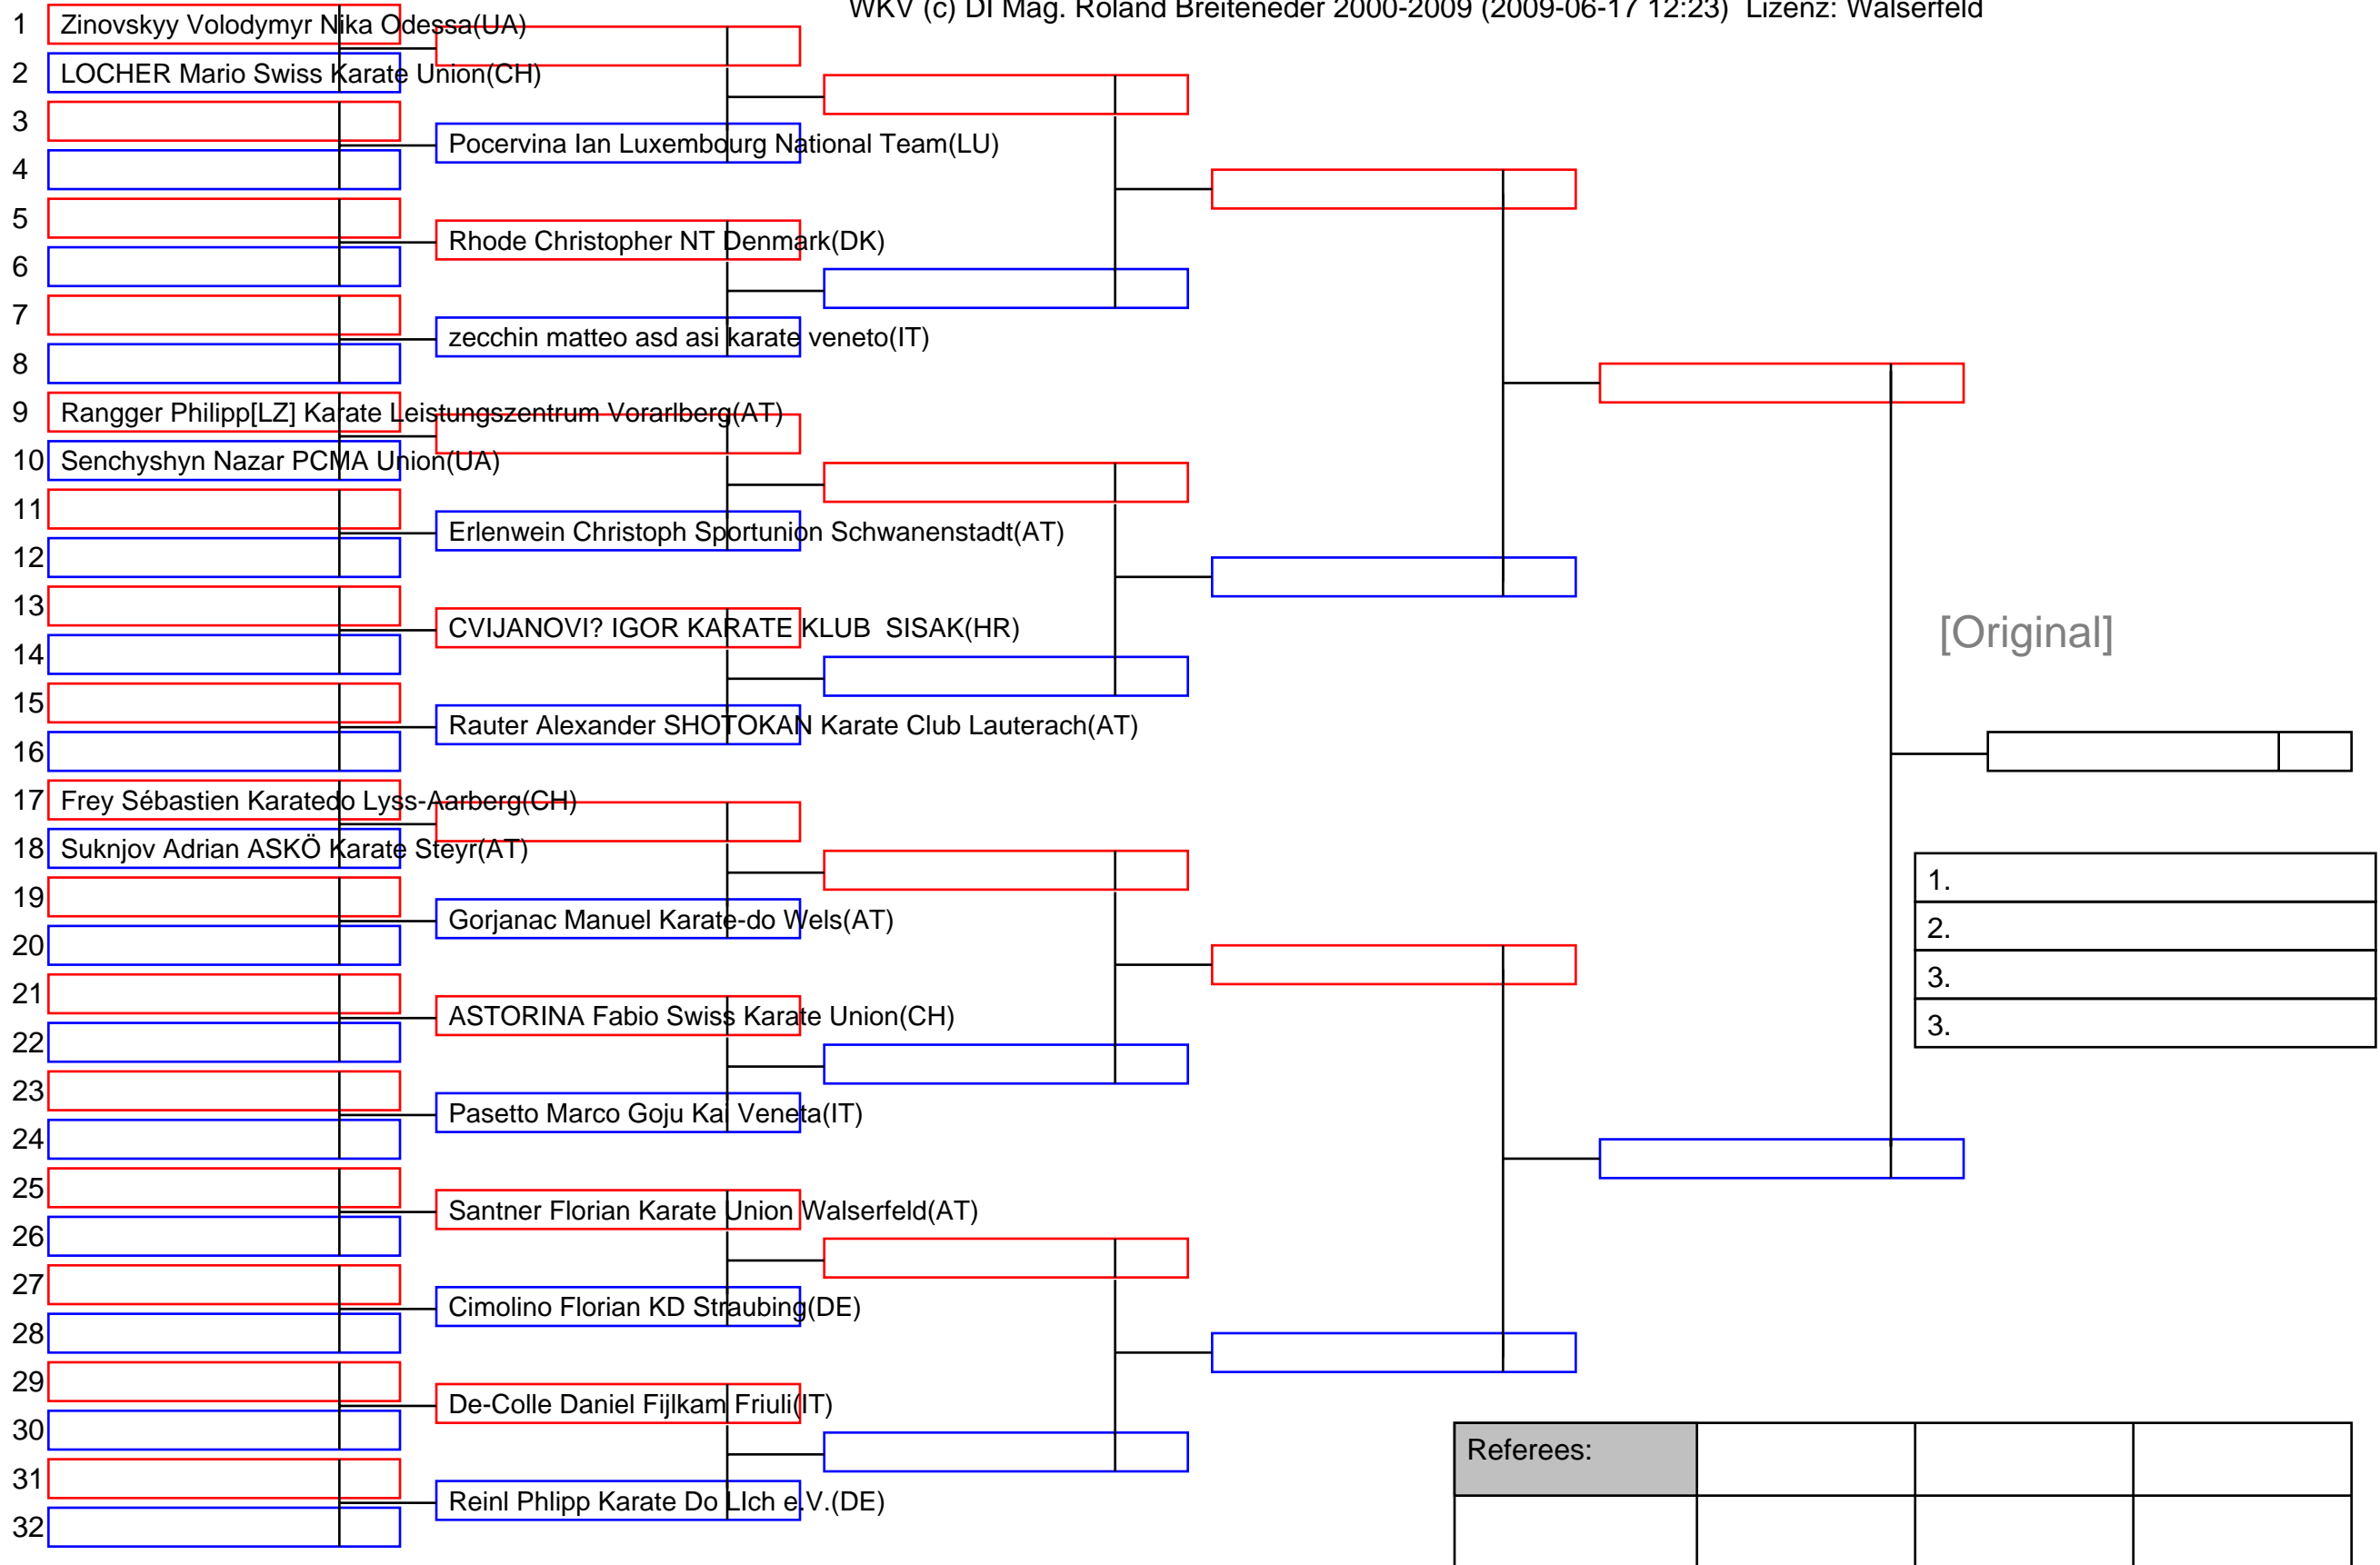 WKV (c) DI Mag. Roland Breiteneder 2000-2009 (2009-06-17 12:23) Lizenz: Walserfeld
1 Zinovskyy Volodymyr Nika Odessa(UA)
2 LOCHER Mario Swiss Karate Union(CH)
3
Pocervina Ian Luxembourg National Team(LU)
4
5
Rhode Christopher NT Denmark(DK)
6
7
zecchin matteo asd asi karate veneto(IT)
8
9 Rangger Philipp[LZ] Karate Leistungszentrum Vorarlberg(AT)
10 Senchyshyn Nazar PCMA Union(UA)
11
Erlenwein Christoph Sportunion Schwanenstadt(AT)
12
13
CVIJANOVI? IGOR KARATE KLUB SISAK(HR)
[Original]
14
15
Rauter Alexander SHOTOKAN Karate Club Lauterach(AT)
16
17 Frey Sébastien Karatedo Lyss-Aarberg(CH)
18 Suknjov Adrian ASKÖ Karate Steyr(AT)
19
Gorjanac Manuel Karate-do Wels(AT)
20
21
ASTORINA Fabio Swiss Karate Union(CH)
22
23
Pasetto Marco Goju Kai Veneta(IT)
24
1.
2.
3.
3.
25
Santner Florian Karate Union Walserfeld(AT)
26
27
Cimolino Florian KD Straubing(DE)
28
29
De-Colle Daniel Fijlkam Friuli(IT)
30
31
Reinl Phlipp Karate Do LIch e.V.(DE)
32
Referees: